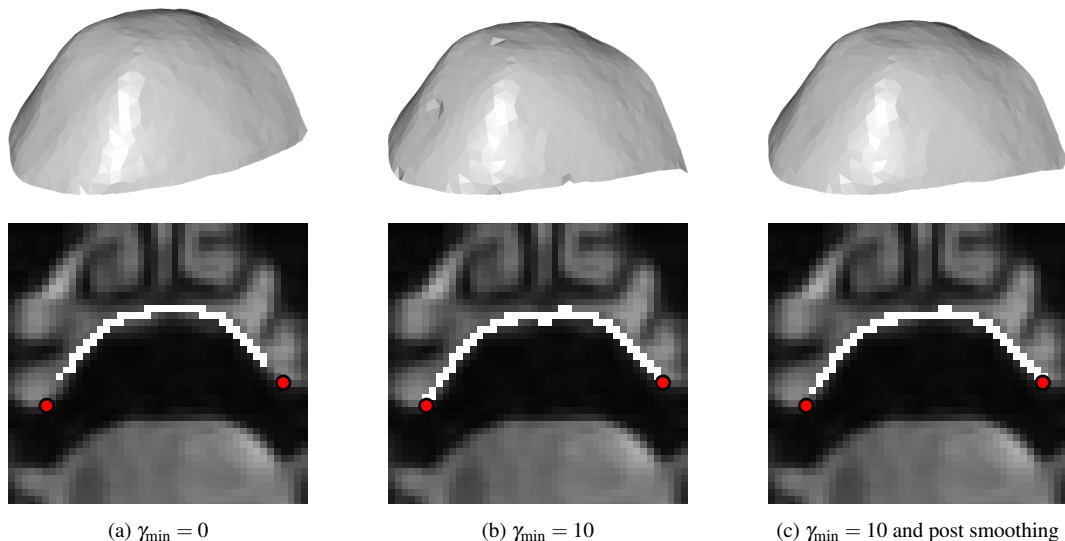 (a) γmin = 0
(b) γmin = 10
(c) γmin = 10 and post smoothing